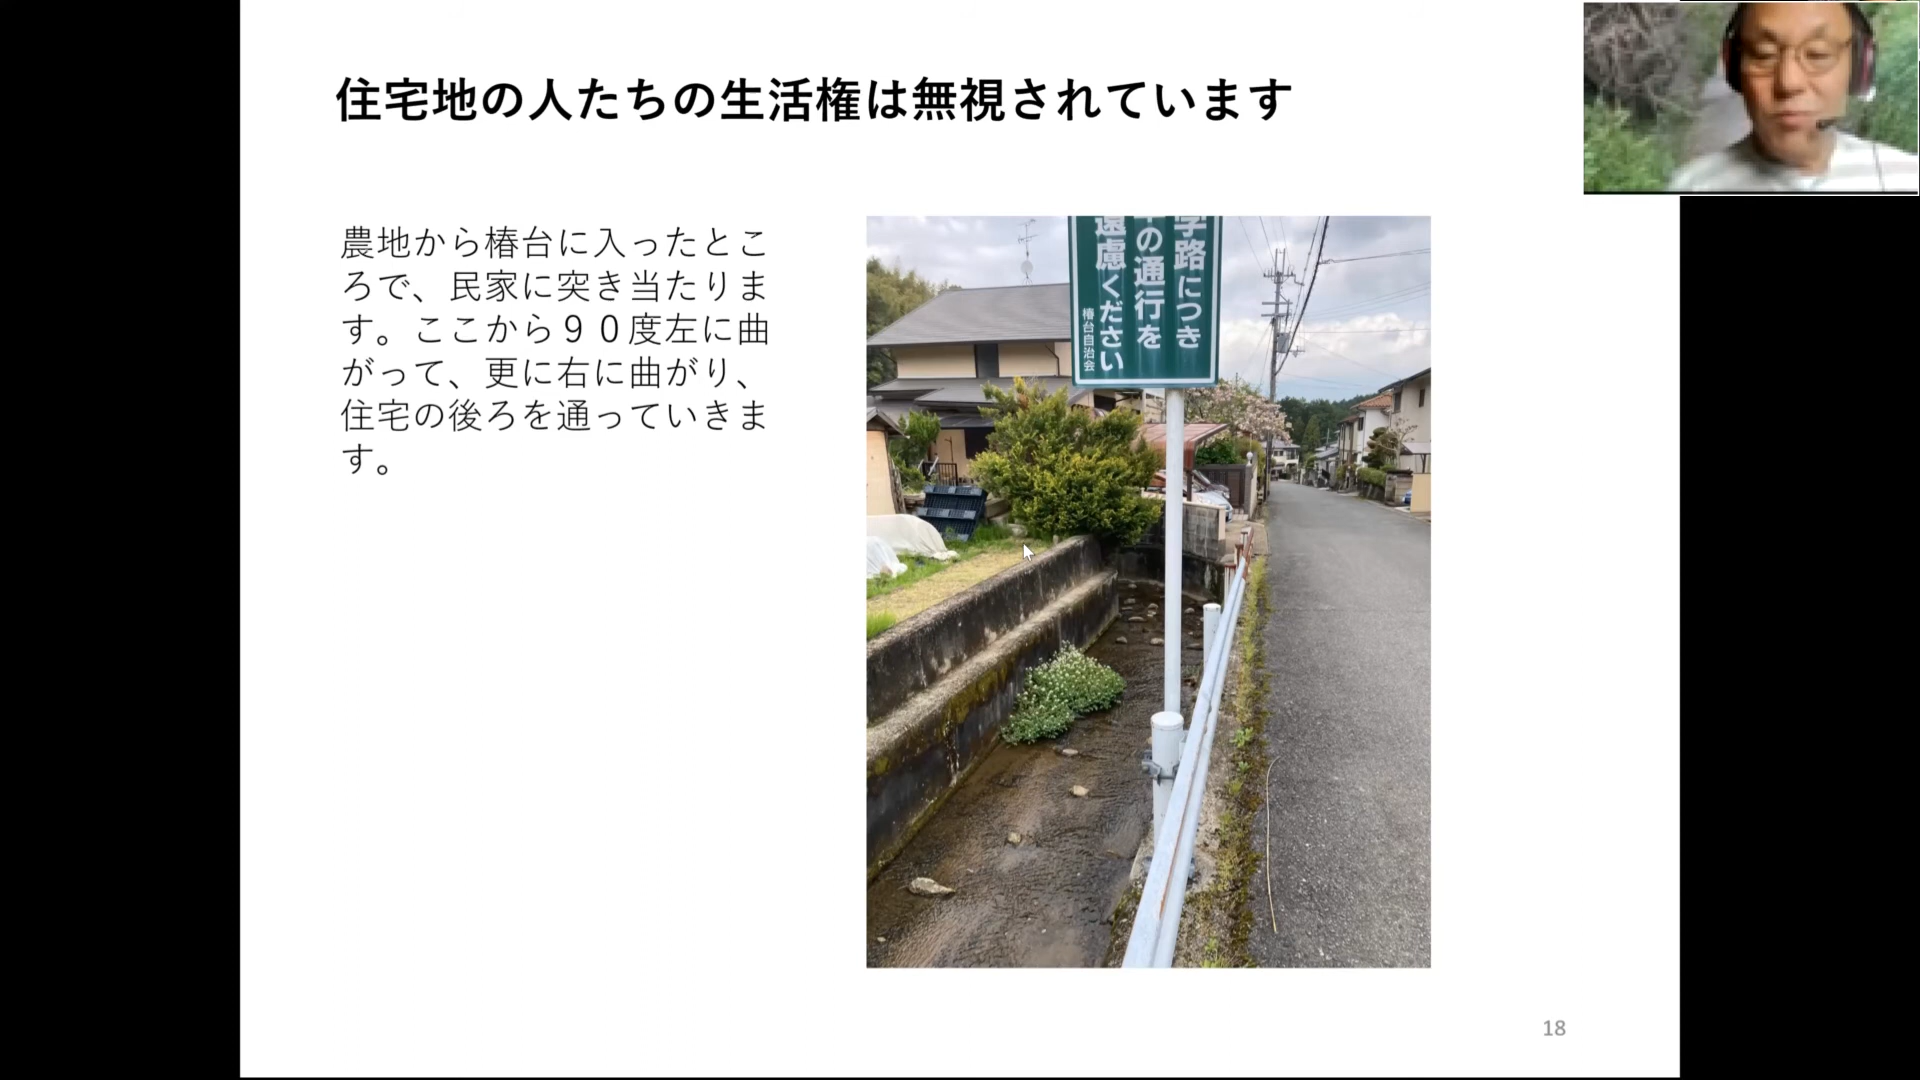 住宅地の人たちの生活権は無視されています
農地から椿台に入ったとこ
ろで、民家に突き当たりま
す。ここから９０度左に曲
がって、更に右に曲がり、
住宅の後ろを通っていきま
す。
学路につき
の通行を
遠慮ください
椿台自治会
18